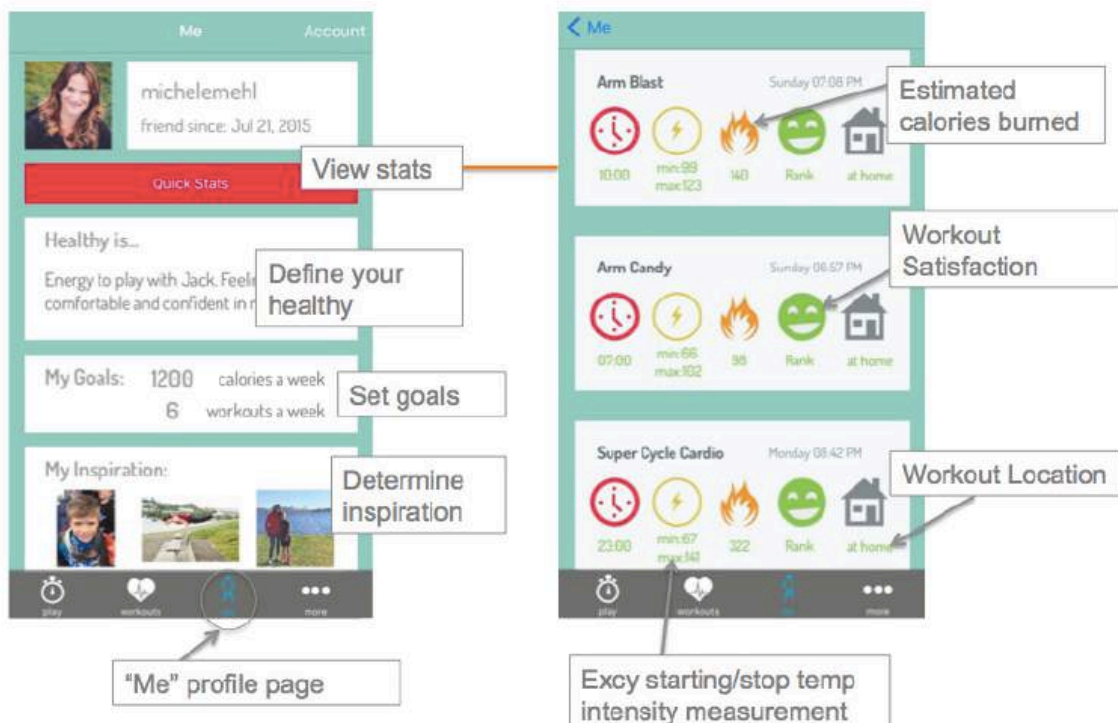 Me
Account
michelemehl
friend since: Jul 21, 2015
Quick Stats
View stats
Healthy is...
Energy to play with Jack.
comfortable and confident in
Define your
healthy
My Goals:
1200
calories a week
6
workouts a week
Set goals
My Inspiration:
Determine
inspiration
play
workouts
more
"Me" profile page
Me
Arm Blast
Sunday 07:08 PM
10:00
min:99
max:123
140
Rank
at home
Estimated
calories burned
Arm Candy
Sunday 06:57 PM
07:00
min:66
max:102
98
Rank
at home
Workout
Satisfaction
Super Cycle Cardio
Monday 08:42 PM
23:00
min:67
max:141
322
Rank
at home
Workout Location
play
workouts
more
Excy starting/stop temp
intensity measurement